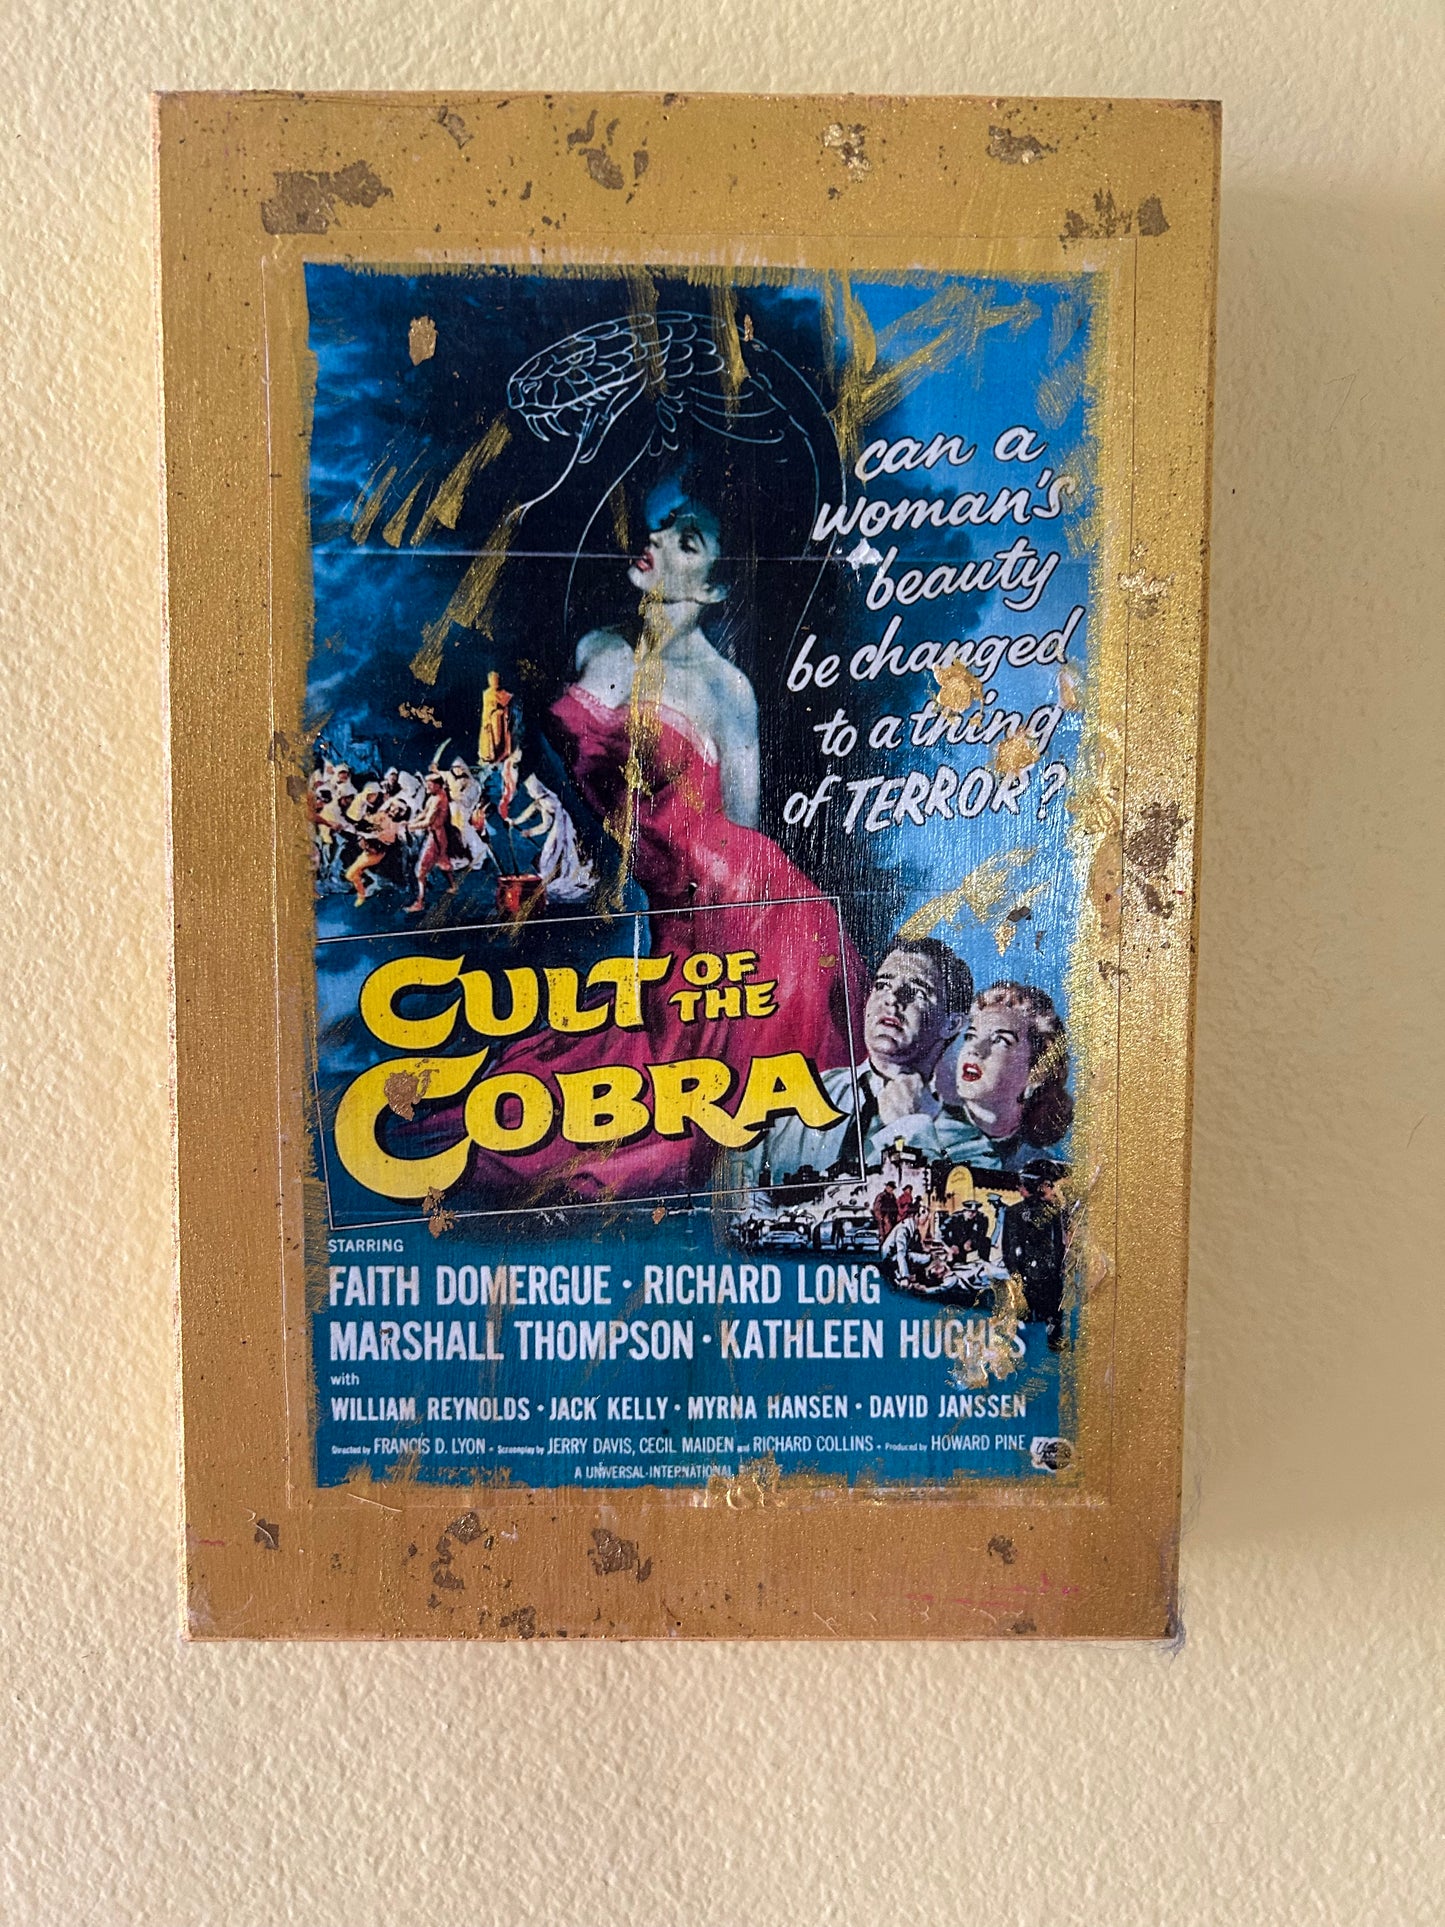 can a
woman's
beauty
be changed
to a thing
of TERROR?
CULT OF THE
COBRA
STARRING
FAITH DOMERGUE · RICHARD LONG
MARSHALL THOMPSON · KATHLEEN HUGHES
with
WILLIAM REYNOLDS · JACK KELLY · MYRNA HANSEN · DAVID JANSSEN
Directed by FRANCIS D. LYON · Screenplay by JERRY DAVIS, CECIL MAIDEN and RICHARD COLLINS · Produced by HOWARD PINE
A UNIVERSAL-INTERNATIONAL